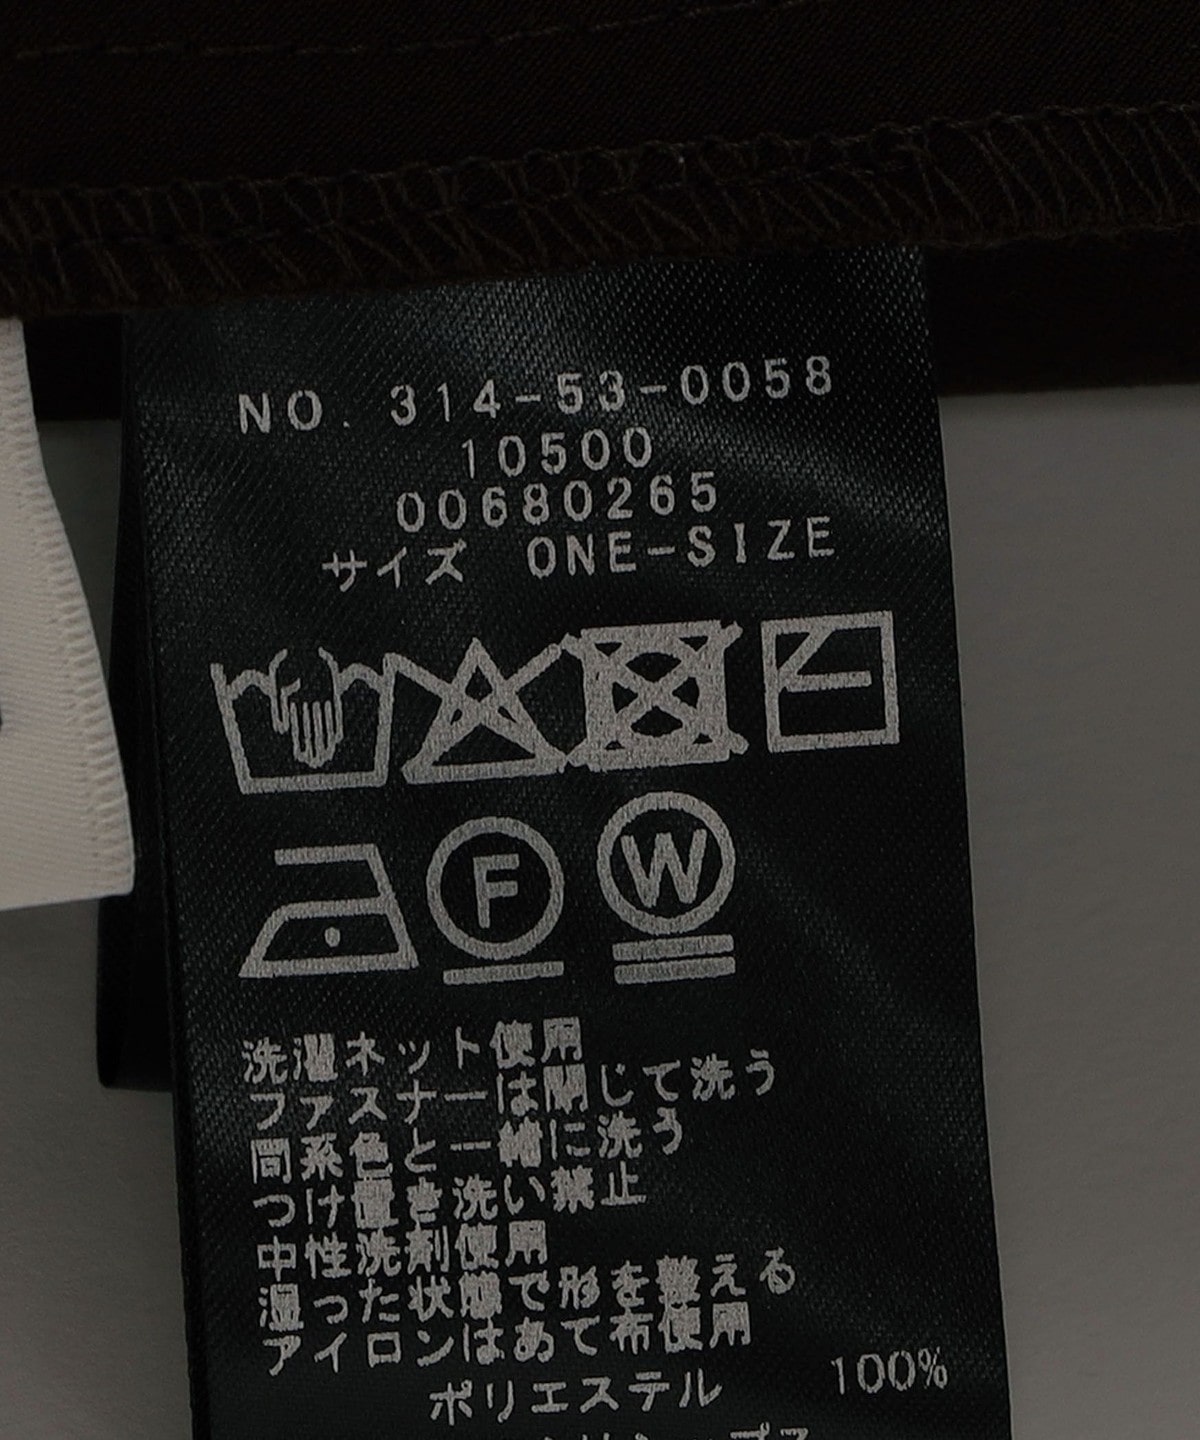 NO. 314-53-0058
10500
00680265
サイズ ONE-SIZE
F W
洗濯ネット使用
ファスナーは閉じて洗う
同系色と一緒に洗う
つけ置き洗い禁止
中性洗剤使用
湿った状態で形を整える
アイロンはあて布使用
ポリエステル 100%